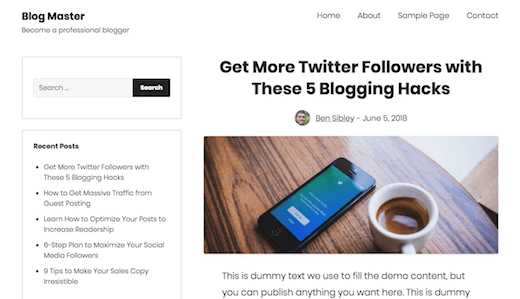 Blog Master
Become a professional blogger
Home
About
Sample Page
Contact
Search ...
Search
Recent Posts
Get More Twitter Followers with
These 5 Blogging Hacks
How to Get Massive Traffic from
Guest Posting
Learn How to Optimize Your Posts to
Increase Readership
6-Step Plan to Maximize Your Social
Media Followers
9 Tips to Make Your Sales Copy
Irresistible
Get More Twitter Followers with
These 5 Blogging Hacks
Ben Sibley - June 5, 2018
This is dummy text we use to fill the demo content, but
you can publish anything you want here. This is dummy